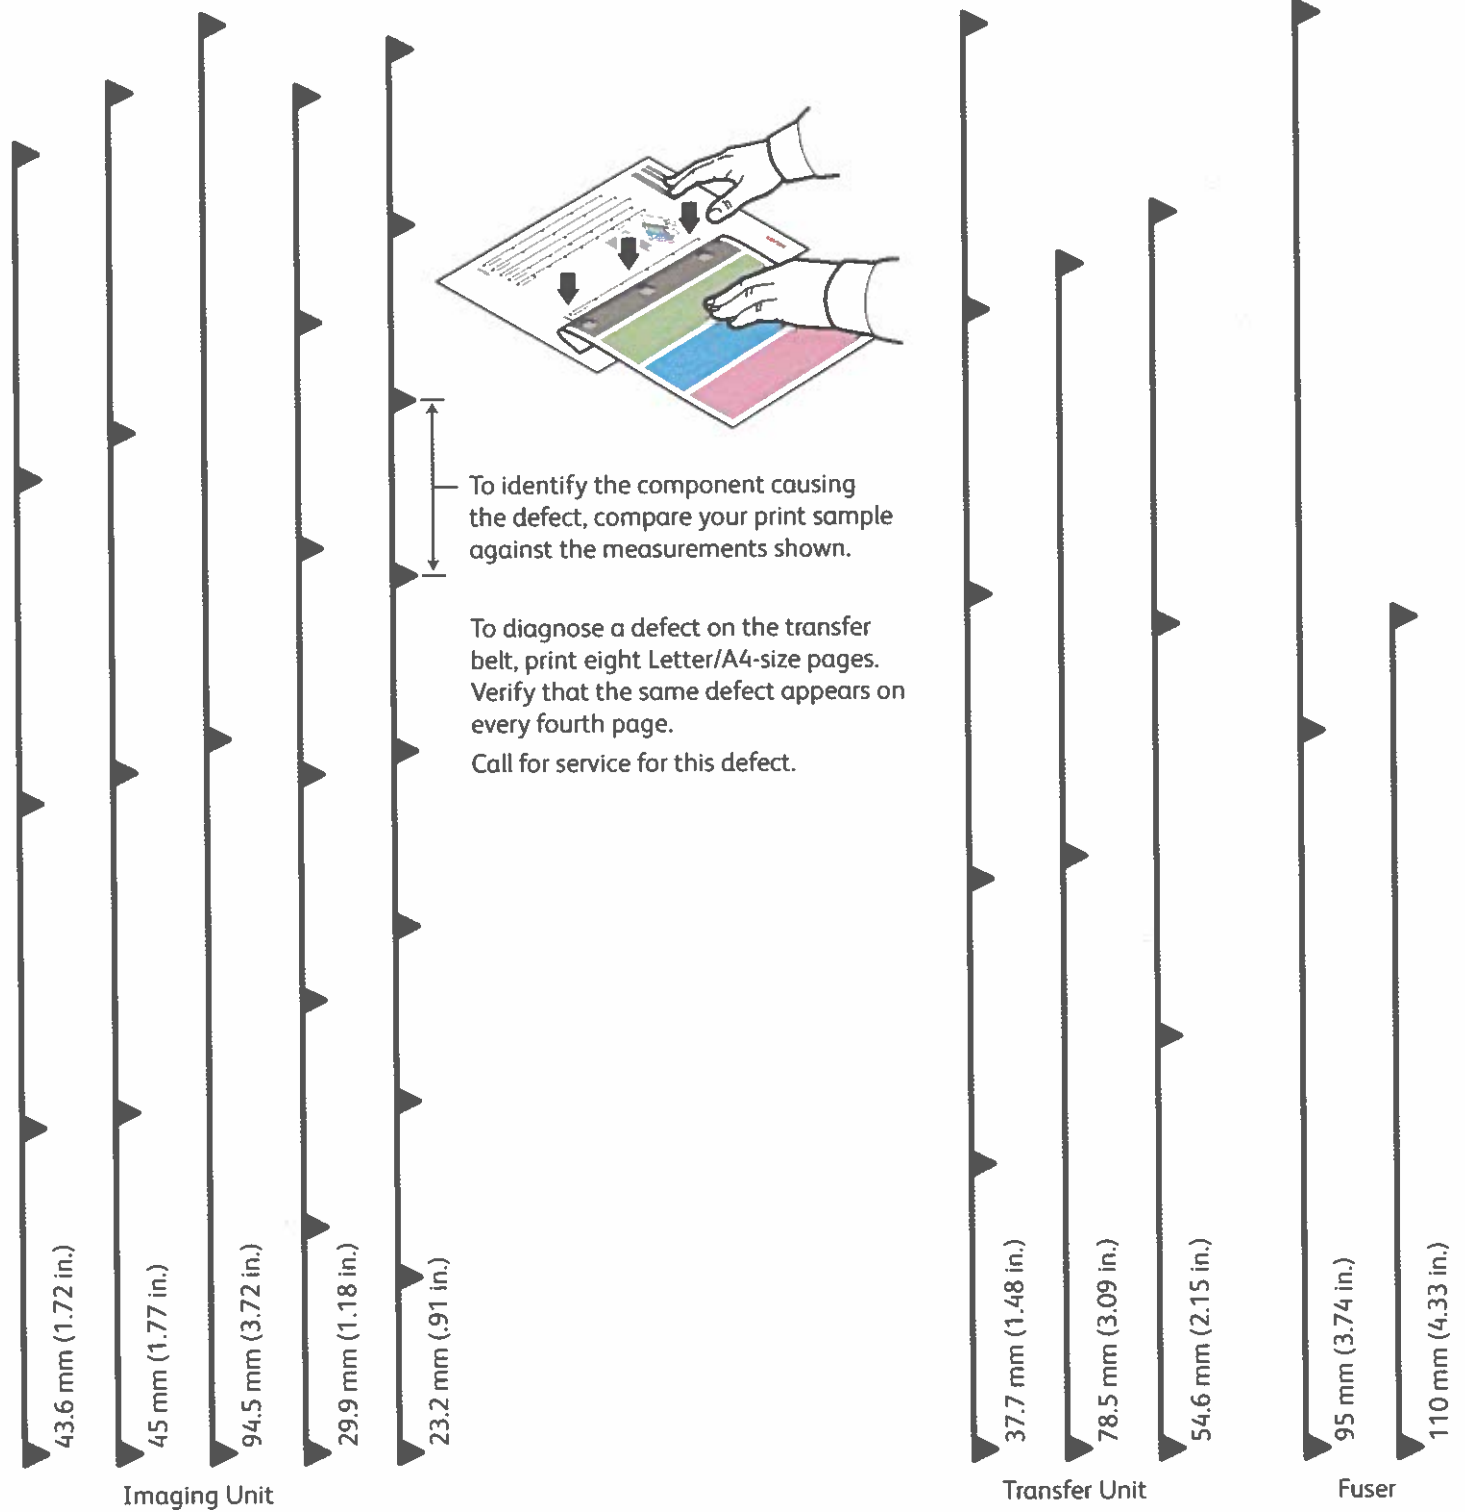 To identify the component causing
the defect, compare your print sample
against the measurements shown.
To diagnose a defect on the transfer
belt, print eight Letter/A4-size pages.
Verify that the same defect appears on
every fourth page.
Call for service for this defect.
43.6 mm (1.72 in.)
45 mm (1.77 in.)
94.5 mm (3.72 in.)
29.9 mm (1.18 in.)
23.2 mm (.91 in.)
37.7 mm (1.48 in.)
78.5 mm (3.09 in.)
54.6 mm (2.15 in.)
95 mm (3.74 in.)
110 mm (4.33 in.)
Imaging Unit
Transfer Unit
Fuser